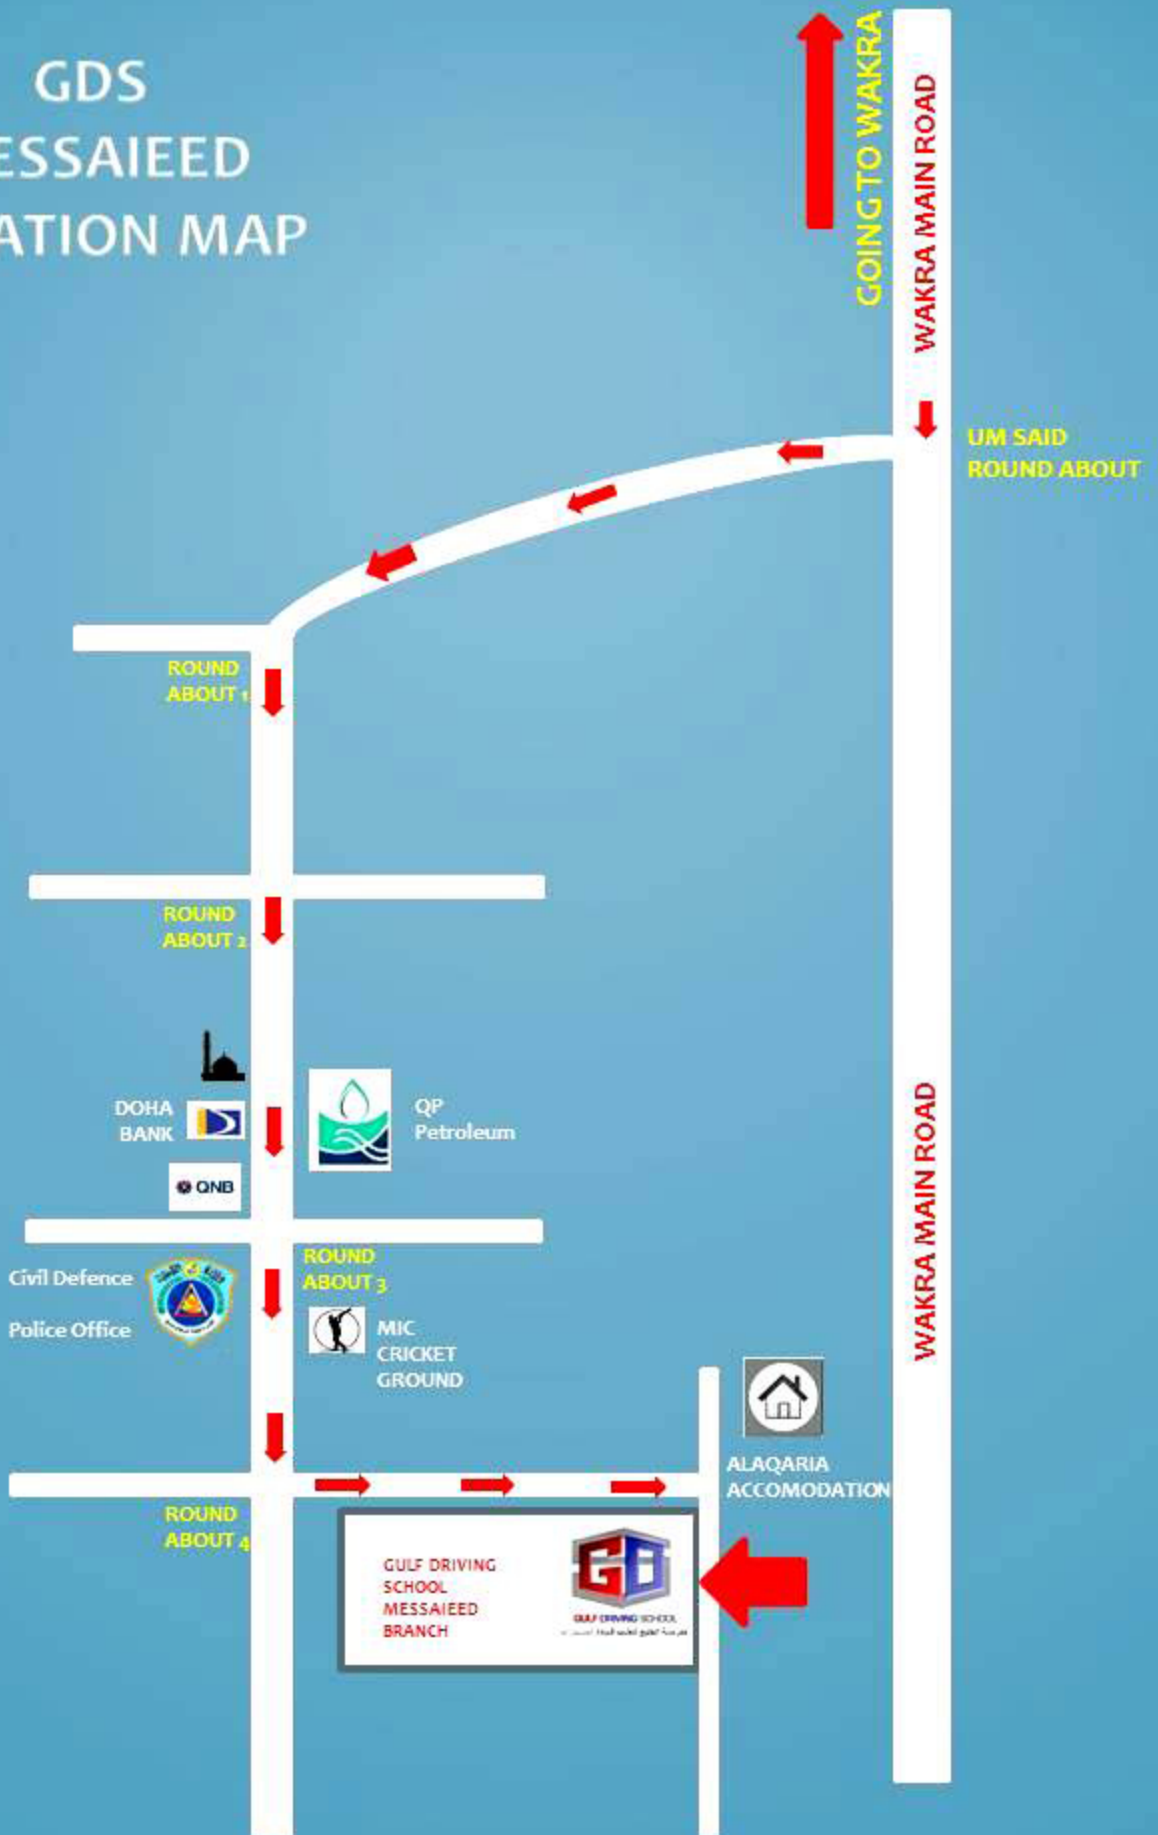 GDS
ESSAIEED
ATION MAP
GOING TO WAKRA
WAKRA MAIN ROAD
UM SAID
ROUND ABOUT
ROUND
ABOUT 1
ROUND
ABOUT 2
DOHA
BANK
QP
Petroleum
QNB
ROUND
ABOUT 3
Civil Defence
Police Office
MIC
CRICKET
GROUND
WAKRA MAIN ROAD
ALAQARIA
ACCOMODATION
ROUND
ABOUT 4
GULF DRIVING
SCHOOL
MESSAIEED
BRANCH
GD
GULF DRIVING SCHOOL